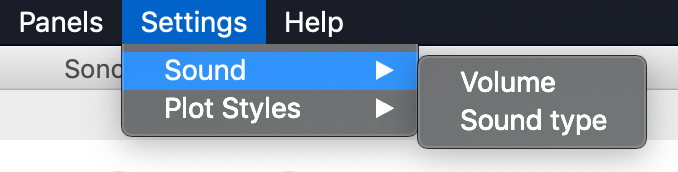 Panels Settings Help
Sound
Plot Styles
Volume
Sound type